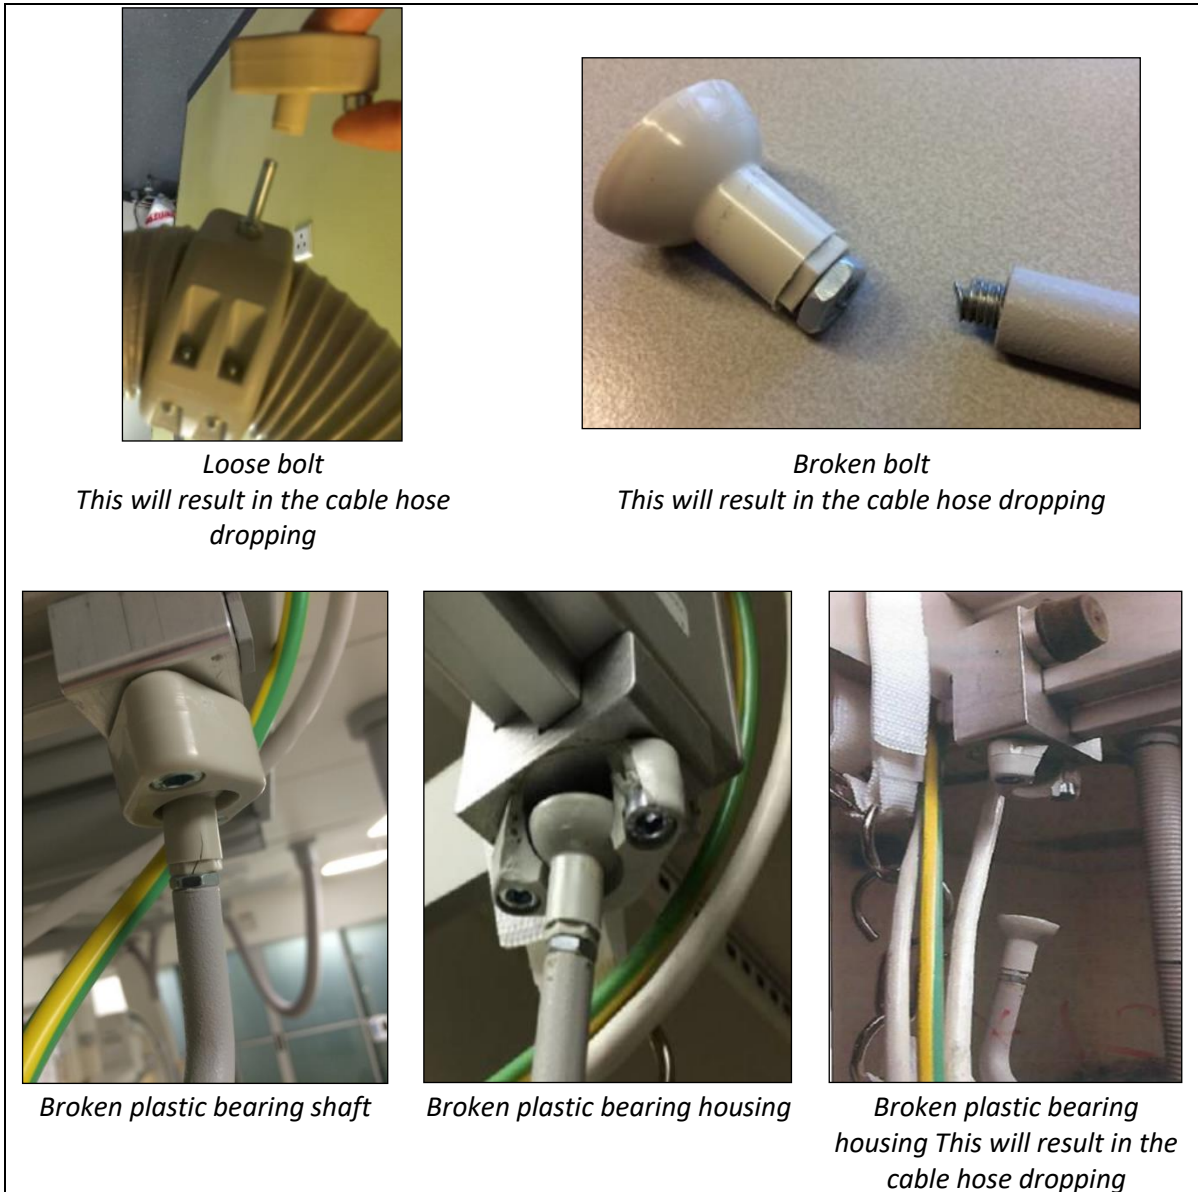 Loose bolt
This will result in the cable hose
dropping
Broken bolt
This will result in the cable hose dropping
Broken plastic bearing shaft
Broken plastic bearing housing
Broken plastic bearing
housing This will result in the
cable hose dropping